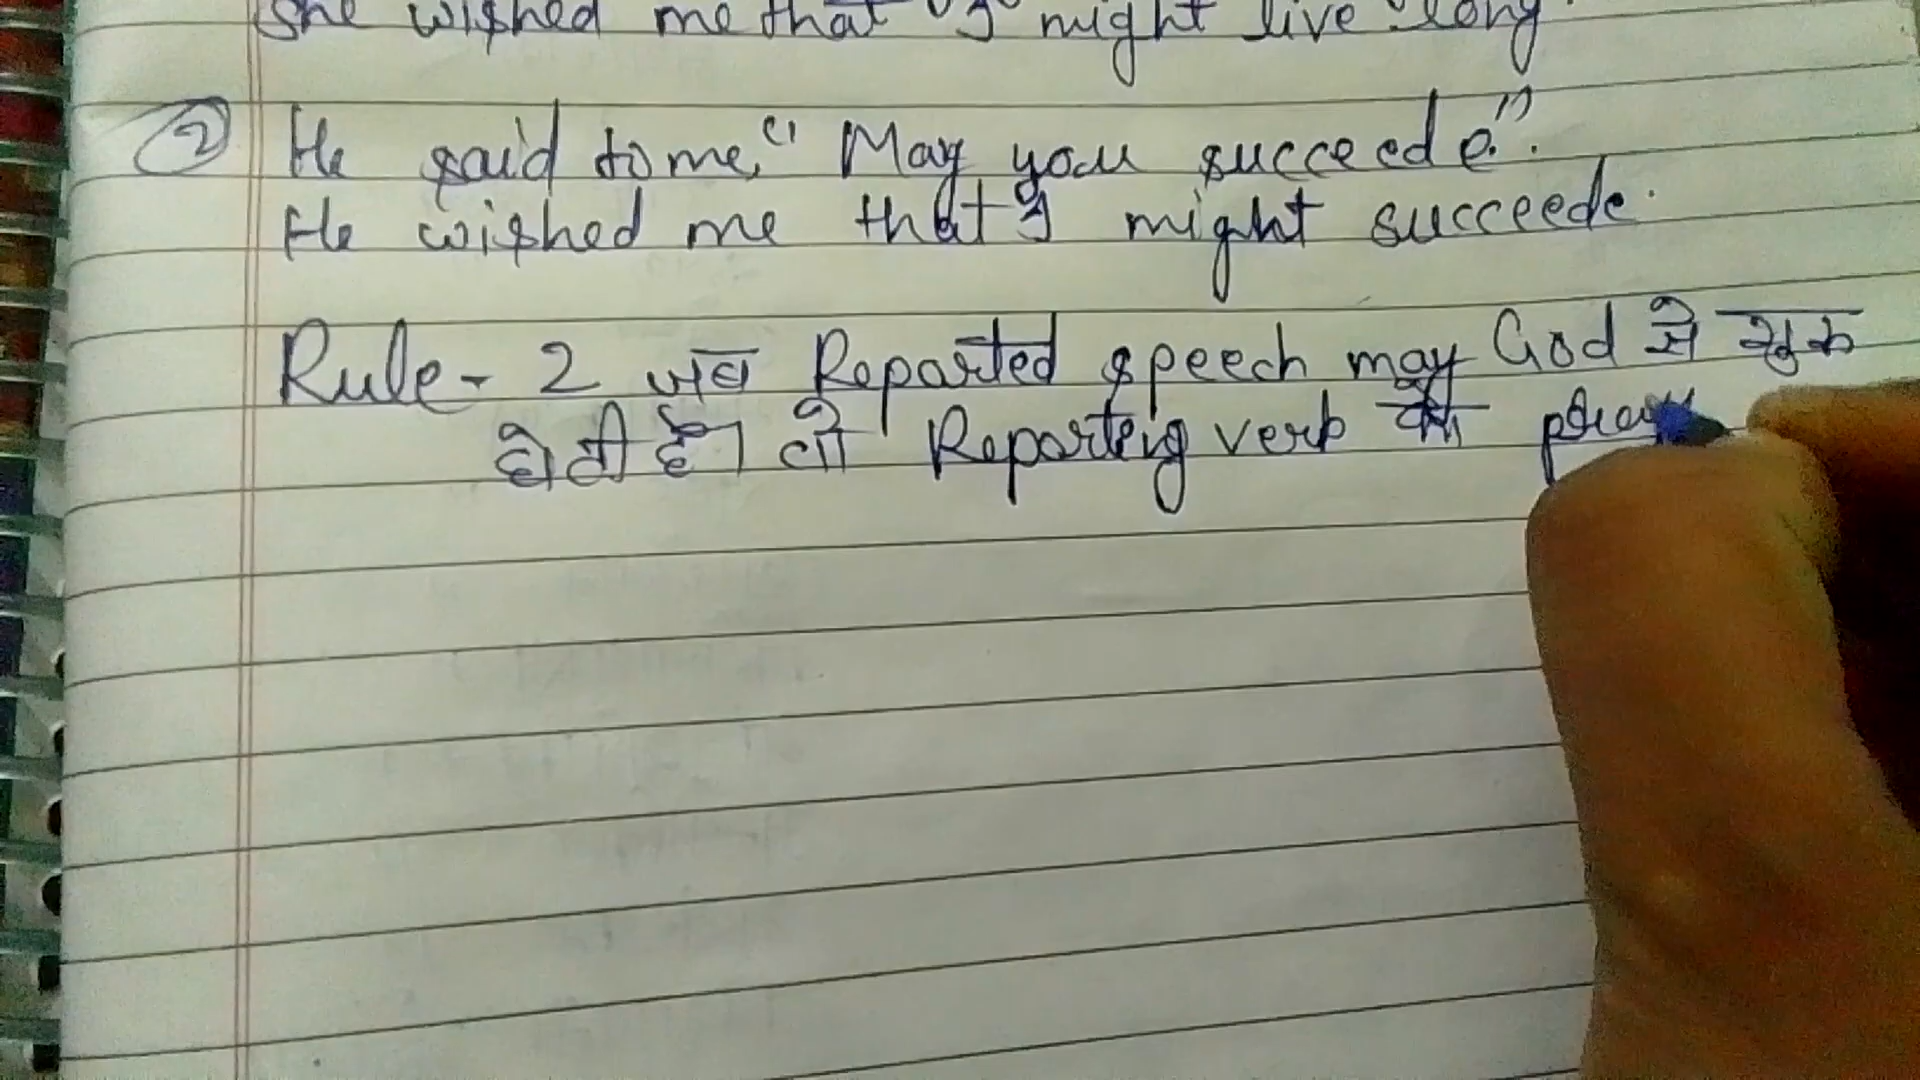 She wished me that I might live long.
② He said to me, "May you succeede.".
He wished me that I might succeede.
Rule - 2 जब Reported speech may God से शुरू
होती है। तो Reporting verb को pray